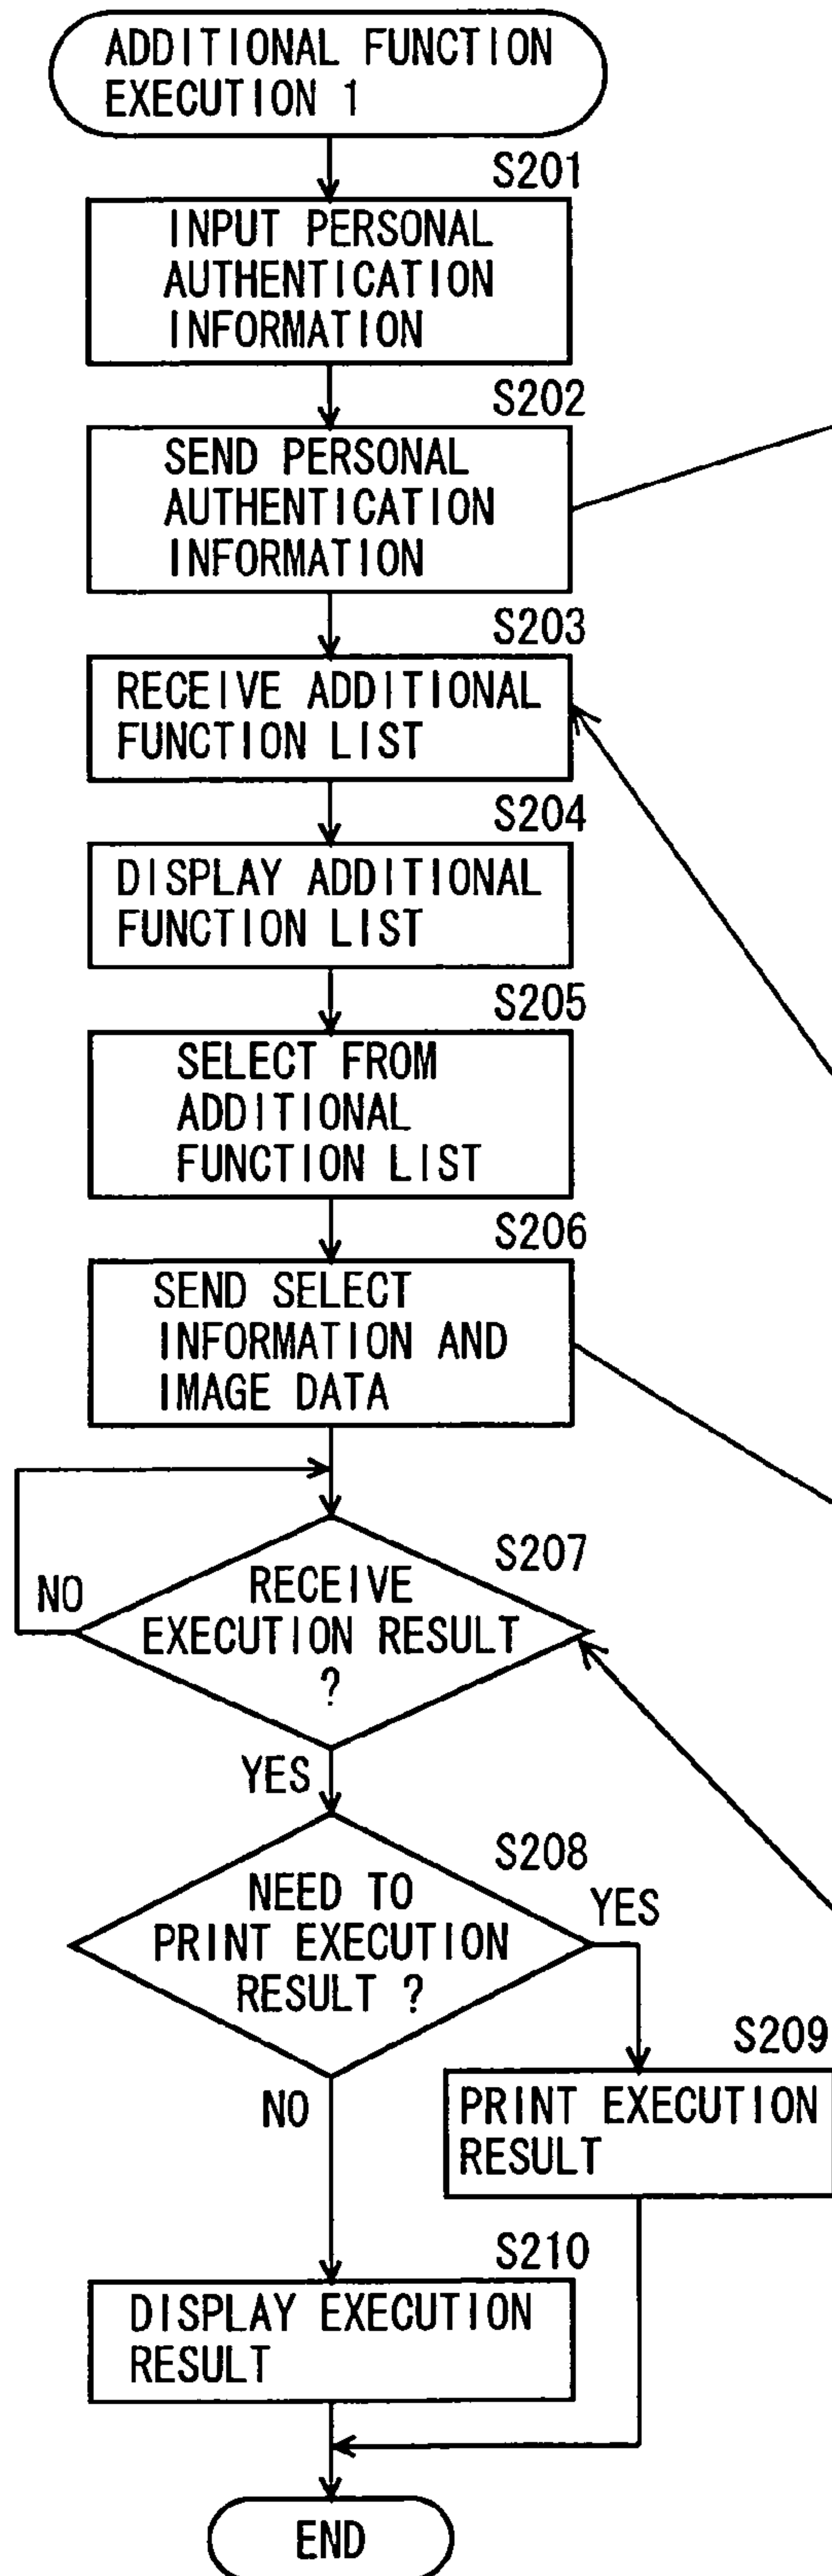 ADDITIONAL FUNCTION
EXECUTION 1
S201
INPUT PERSONAL
AUTHENTICATION
INFORMATION
S202
SEND PERSONAL
AUTHENTICATION
INFORMATION
S203
RECEIVE ADDITIONAL
FUNCTION LIST
S204
DISPLAY ADDITIONAL
FUNCTION LIST
S205
SELECT FROM
ADDITIONAL
FUNCTION LIST
S206
SEND SELECT
INFORMATION AND
IMAGE DATA
S207
NO
RECEIVE
EXECUTION RESULT
?
YES
S208
NEED TO
PRINT EXECUTION
RESULT ?
YES
NO
S209
PRINT EXECUTION
RESULT
S210
DISPLAY EXECUTION
RESULT
END